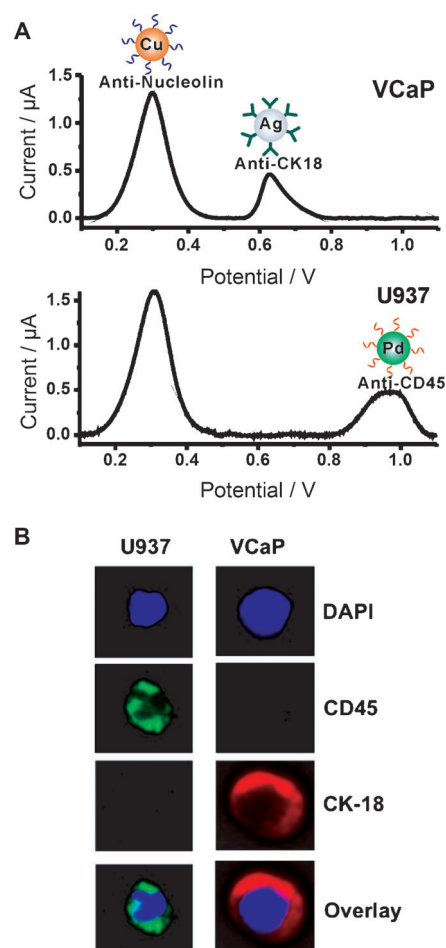 A
Cu
Anti-Nucleolin
VCaP
Ag
Anti-CK18
Current / µA
1.5
1.0
0.5
0.0
0.2 0.4 0.6 0.8 1.0
Potential / V
U937
Pd
Anti-CD45
Current / µA
1.5
1.0
0.5
0.0
0.2 0.4 0.6 0.8 1.0
Potential / V
B
U937 VCaP
DAPI
CD45
CK-18
Overlay